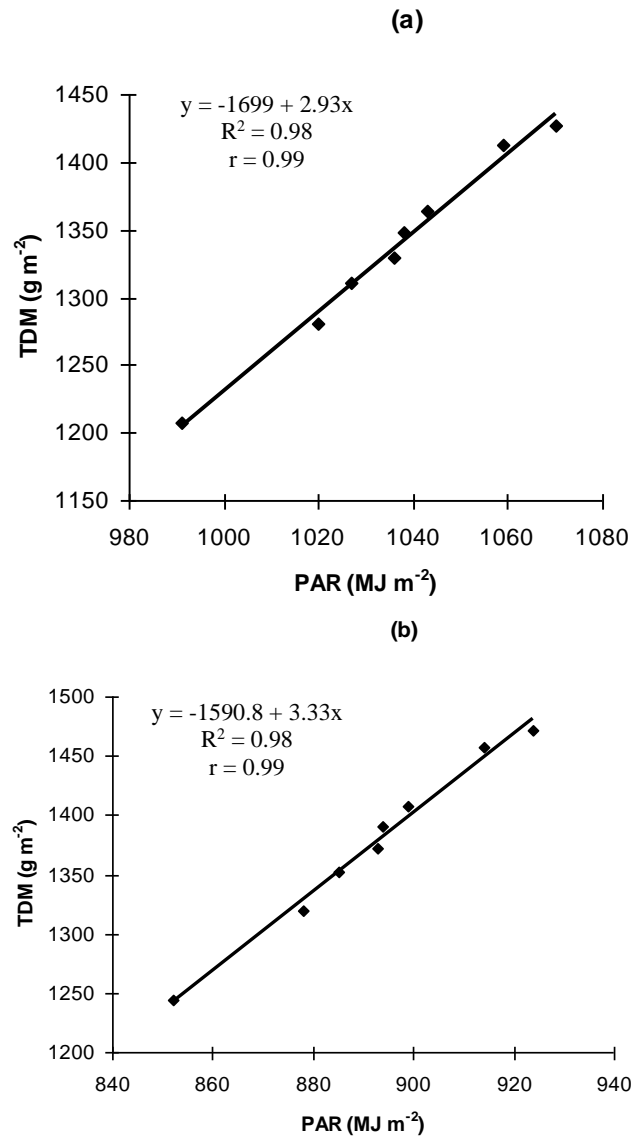 (a)
y = -1699 + 2.93x
R² = 0.98
r = 0.99
1450
1400
1350
1300
1250
1200
1150
TDM (g m⁻²)
980 1000 1020 1040 1060 1080
PAR (MJ m⁻²)
(b)
y = -1590.8 + 3.33x
R² = 0.98
r = 0.99
1500
1450
1400
1350
1300
1250
1200
TDM (g m⁻²)
840 860 880 900 920 940
PAR (MJ m⁻²)